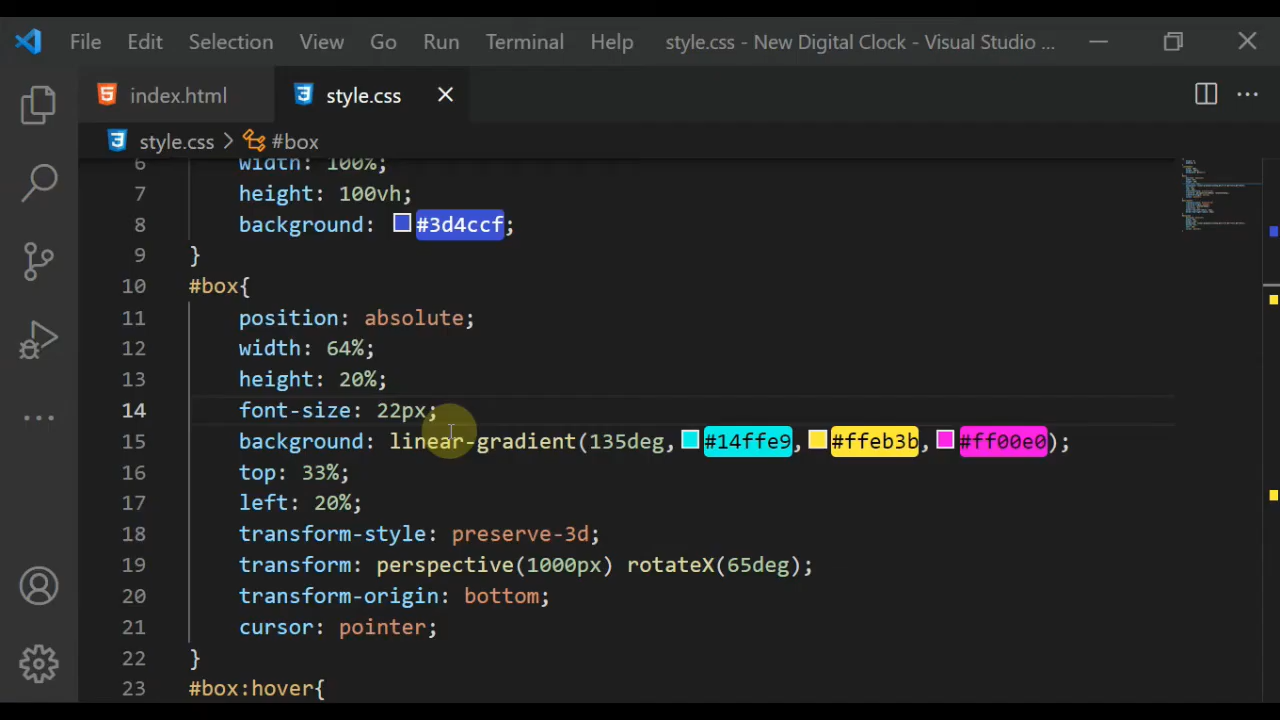 File Edit Selection View Go Run Terminal Help style.css - New Digital Clock - Visual Studio ...
index.html style.css
style.css > #box
6 width: 100%;
7 height: 100vh;
8 background: #3d4ccf;
9 }
10 #box{
11 position: absolute;
12 width: 64%;
13 height: 20%;
14 font-size: 22px;
15 background: linear-gradient(135deg,#14ffe9,#ffeb3b,#ff00e0);
16 top: 33%;
17 left: 20%;
18 transform-style: preserve-3d;
19 transform: perspective(1000px) rotateX(65deg);
20 transform-origin: bottom;
21 cursor: pointer;
22 }
23 #box:hover{